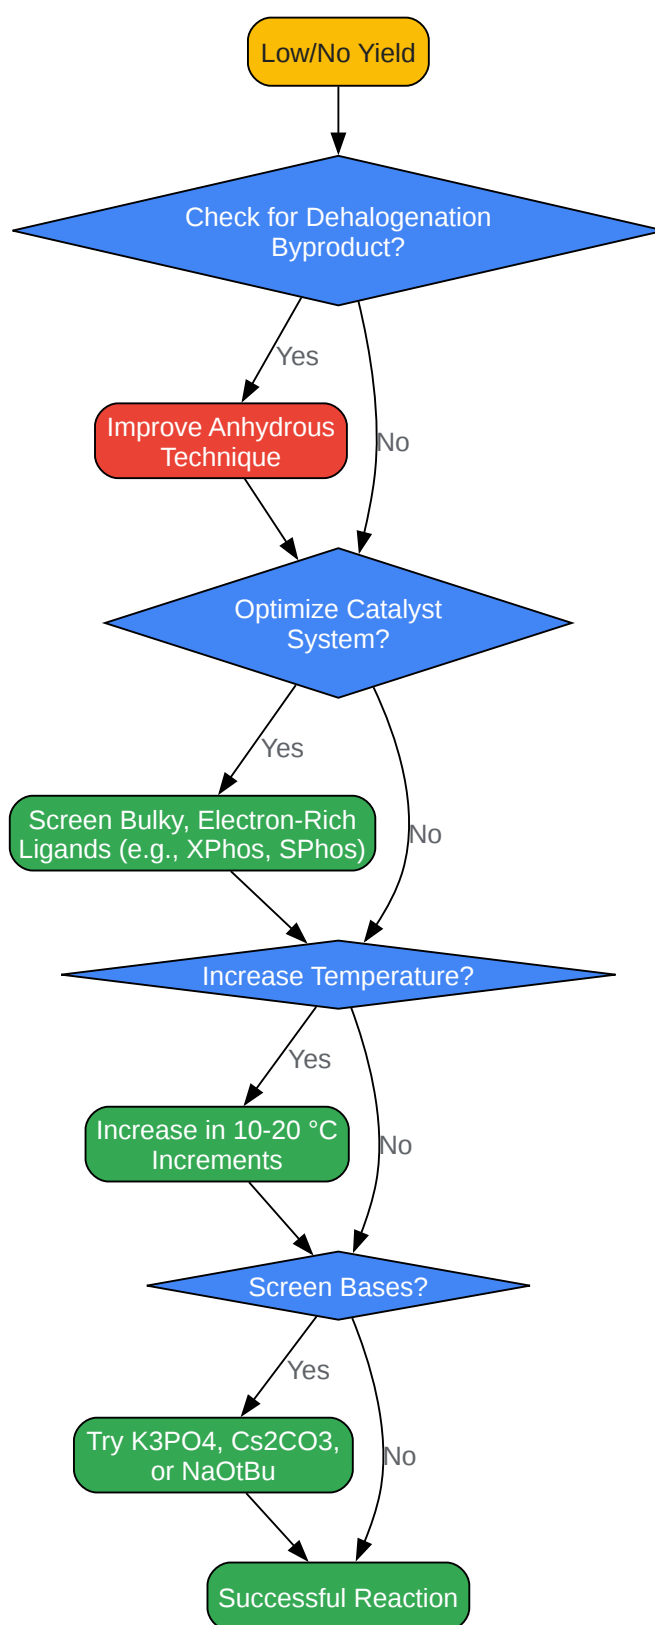 Low/No Yield
Check for Dehalogenation
Byproduct?
Yes
Improve Anhydrous
Technique
No
Optimize Catalyst
System?
Yes
Screen Bulky, Electron-Rich
Ligands (e.g., XPhos, SPhos)
No
Increase Temperature?
Yes
Increase in 10-20 °C
Increments
No
Screen Bases?
Yes
Try K3PO4, Cs2CO3,
or NaOtBu
No
Successful Reaction